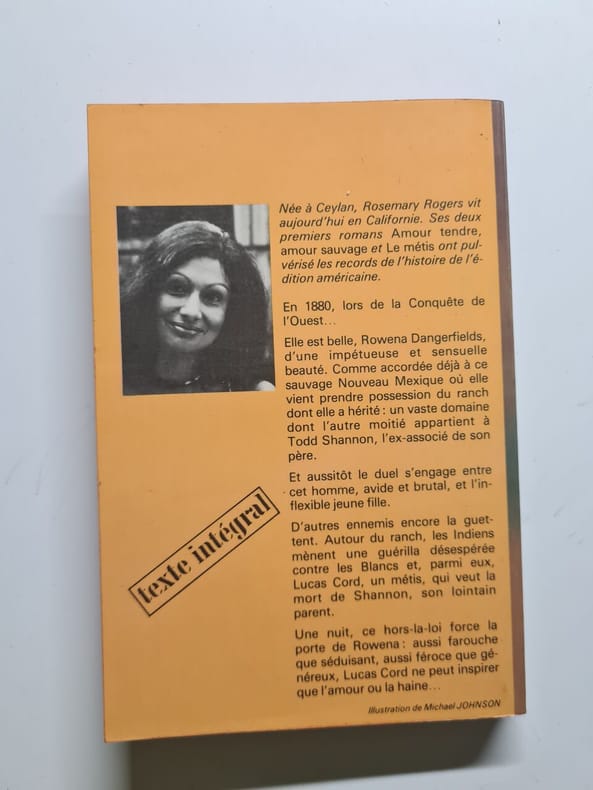 Née à Ceylan, Rosemary Rogers vit
aujourd'hui en Californie. Ses deux
premiers romans Amour tendre,
amour sauvage et Le métis ont pul-
vérisé les records de l'histoire de l'é-
dition américaine.
En 1880, lors de la Conquête de
l'Ouest...
Elle est belle, Rowena Dangerfields,
d'une impétueuse et sensuelle
beauté. Comme accordée déjà à ce
sauvage Nouveau Mexique où elle
vient prendre possession du ranch
dont elle a hérité : un vaste domaine
dont l'autre moitié appartient à
Todd Shannon, l'ex-associé de son
père.
Et aussitôt le duel s'engage entre
cet homme, avide et brutal, et l'in-
flexible jeune fille.
D'autres ennemis encore la guet-
tent. Autour du ranch, les Indiens
mènent une guérilla désespérée
contre les Blancs et, parmi eux,
Lucas Cord, un métis, qui veut la
mort de Shannon, son lointain
parent.
Une nuit, ce hors-la-loi force la
porte de Rowena : aussi farouche
que séduisant, aussi féroce que gé-
néreux, Lucas Cord ne peut inspirer
que l'amour ou la haine...
Illustration de Michael JOHNSON
texte intégral